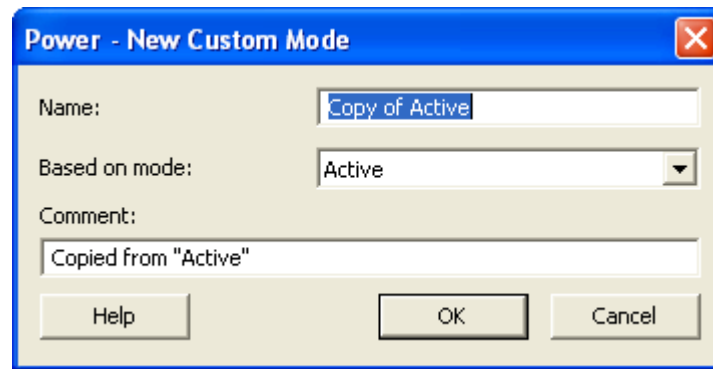 Power - New Custom Mode
Name: Copy of Active
Based on mode: Active
Comment:
Copied from "Active"
Help OK Cancel